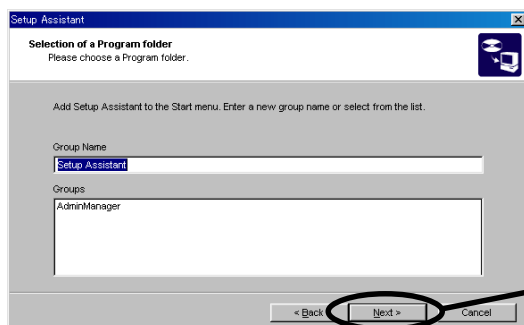 Setup Assistant
Selection of a Program folder
Please choose a Program folder.
Add Setup Assistant to the Start menu. Enter a new group name or select from the list.
Group Name
Setup Assistant
Groups
AdminManager
< Back Next > Cancel